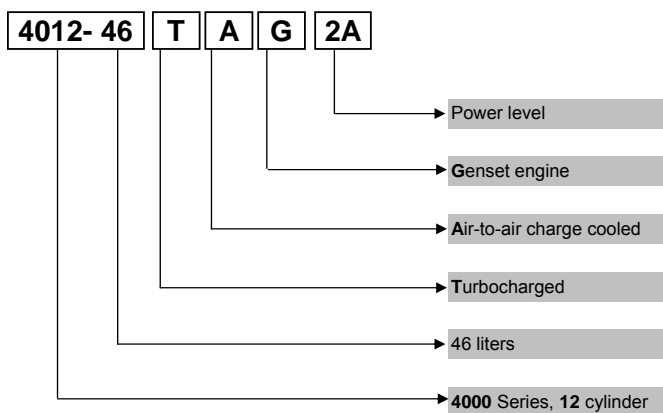 4012- 46 T A G 2A
Power level
Genset engine
Air-to-air charge cooled
Turbocharged
46 liters
4000 Series, 12 cylinder